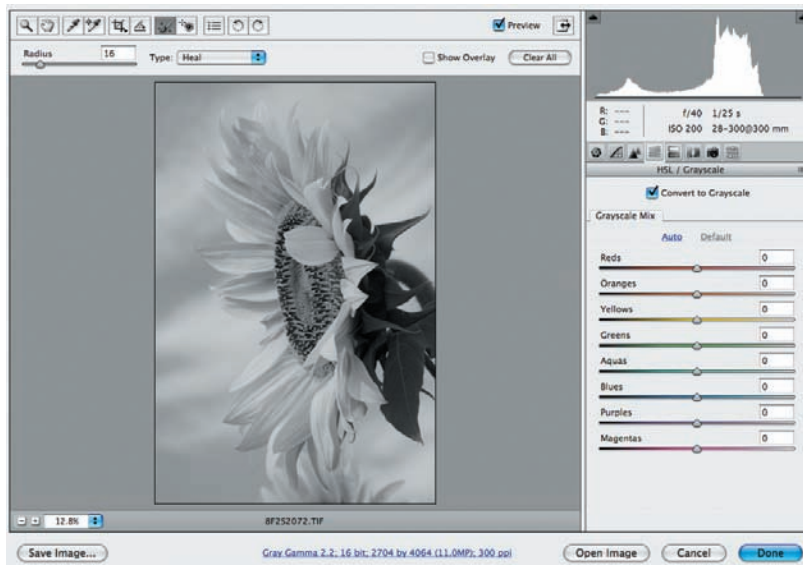 Preview
Radius 16 Type: Heal Show Overlay Clear All
R: ---
G: ---
B: ---
f/40 1/25 s
ISO 200 28-300@300 mm
HSL / Grayscale
Convert to Grayscale
Grayscale Mix
Auto Default
Reds 0
Oranges 0
Yellows 0
Greens 0
Aquas 0
Blues 0
Purples 0
Magentas 0
12.8% 8F2S2072.TIF
Save Image... Gray Gamma 2.2; 16 bit; 2704 by 4064 (11.0MP); 300 ppi Open Image Cancel Done